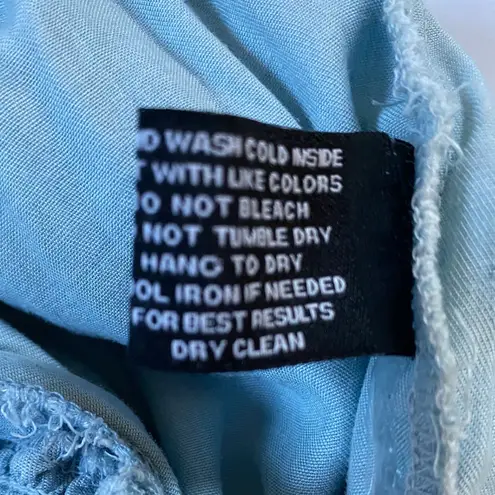 D WASH COLD INSIDE
T WITH LIKE COLORS
O NOT BLEACH
NOT TUMBLE DRY
HANG TO DRY
OL IRON IF NEEDED
FOR BEST RESULTS
DRY CLEAN